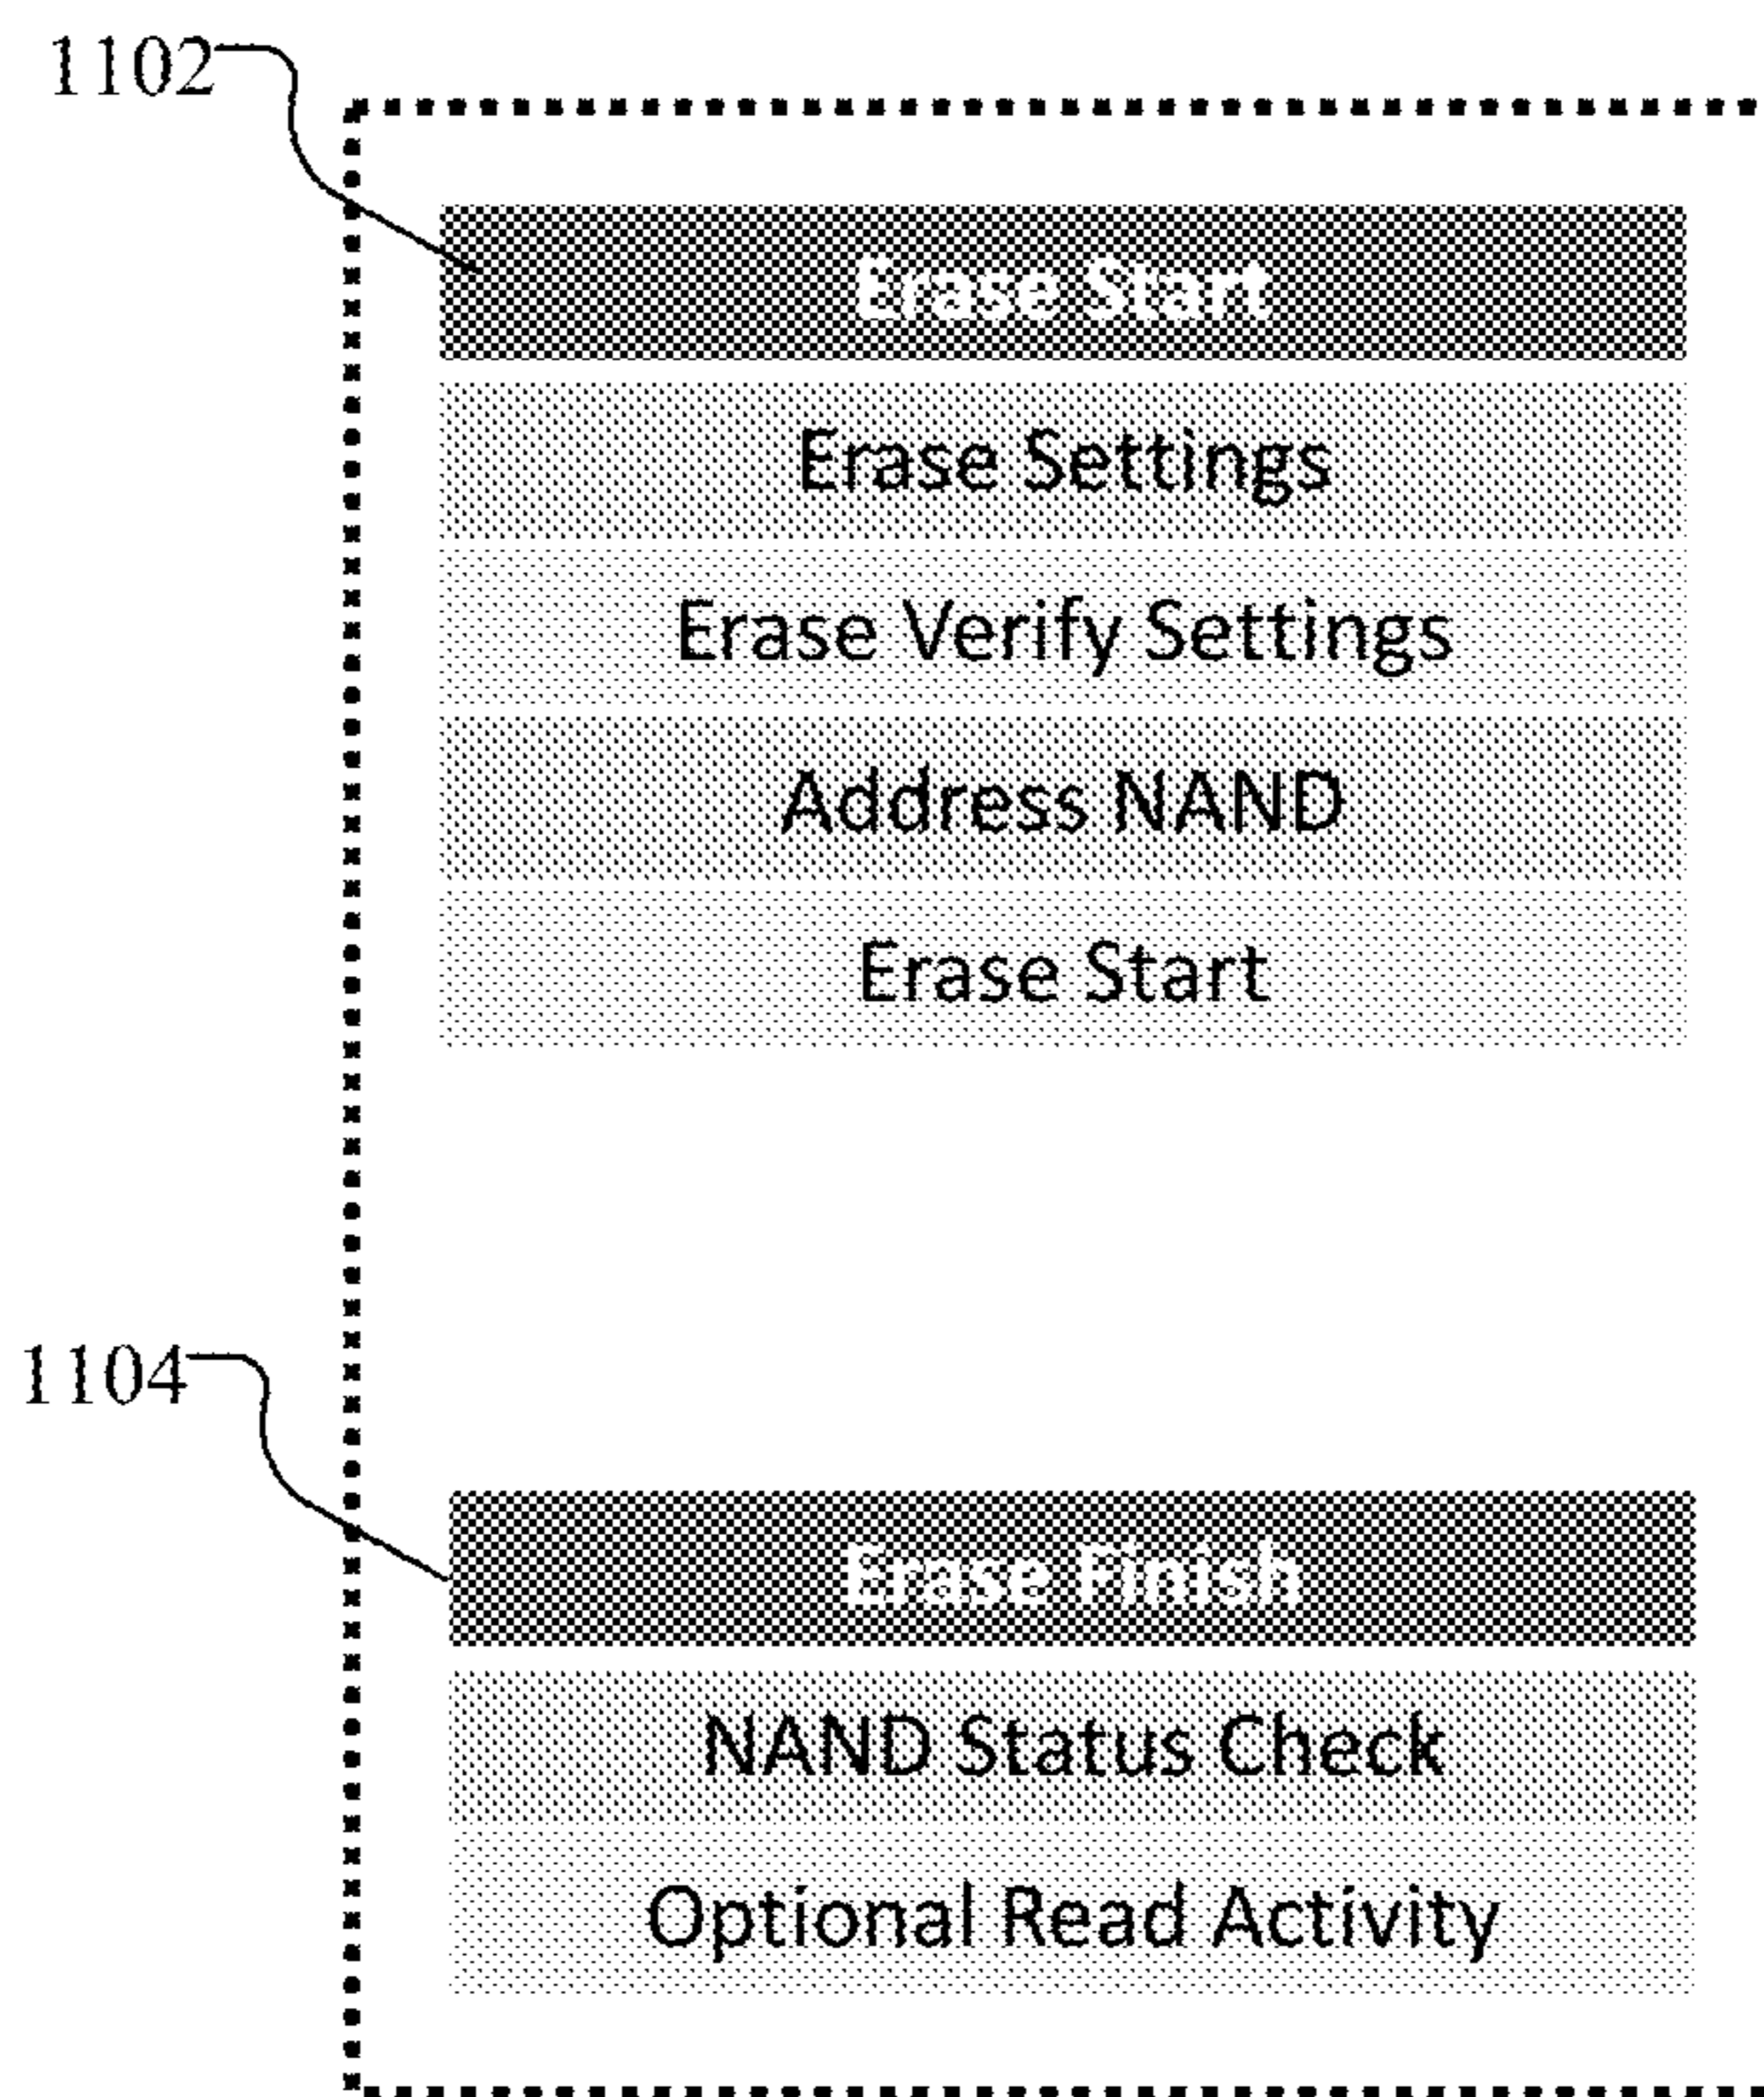 1102
Erase Start
Erase Settings
Erase Verify Settings
Address NAND
Erase Start
1104
Erase Finish
NAND Status Check
Optional Read Activity